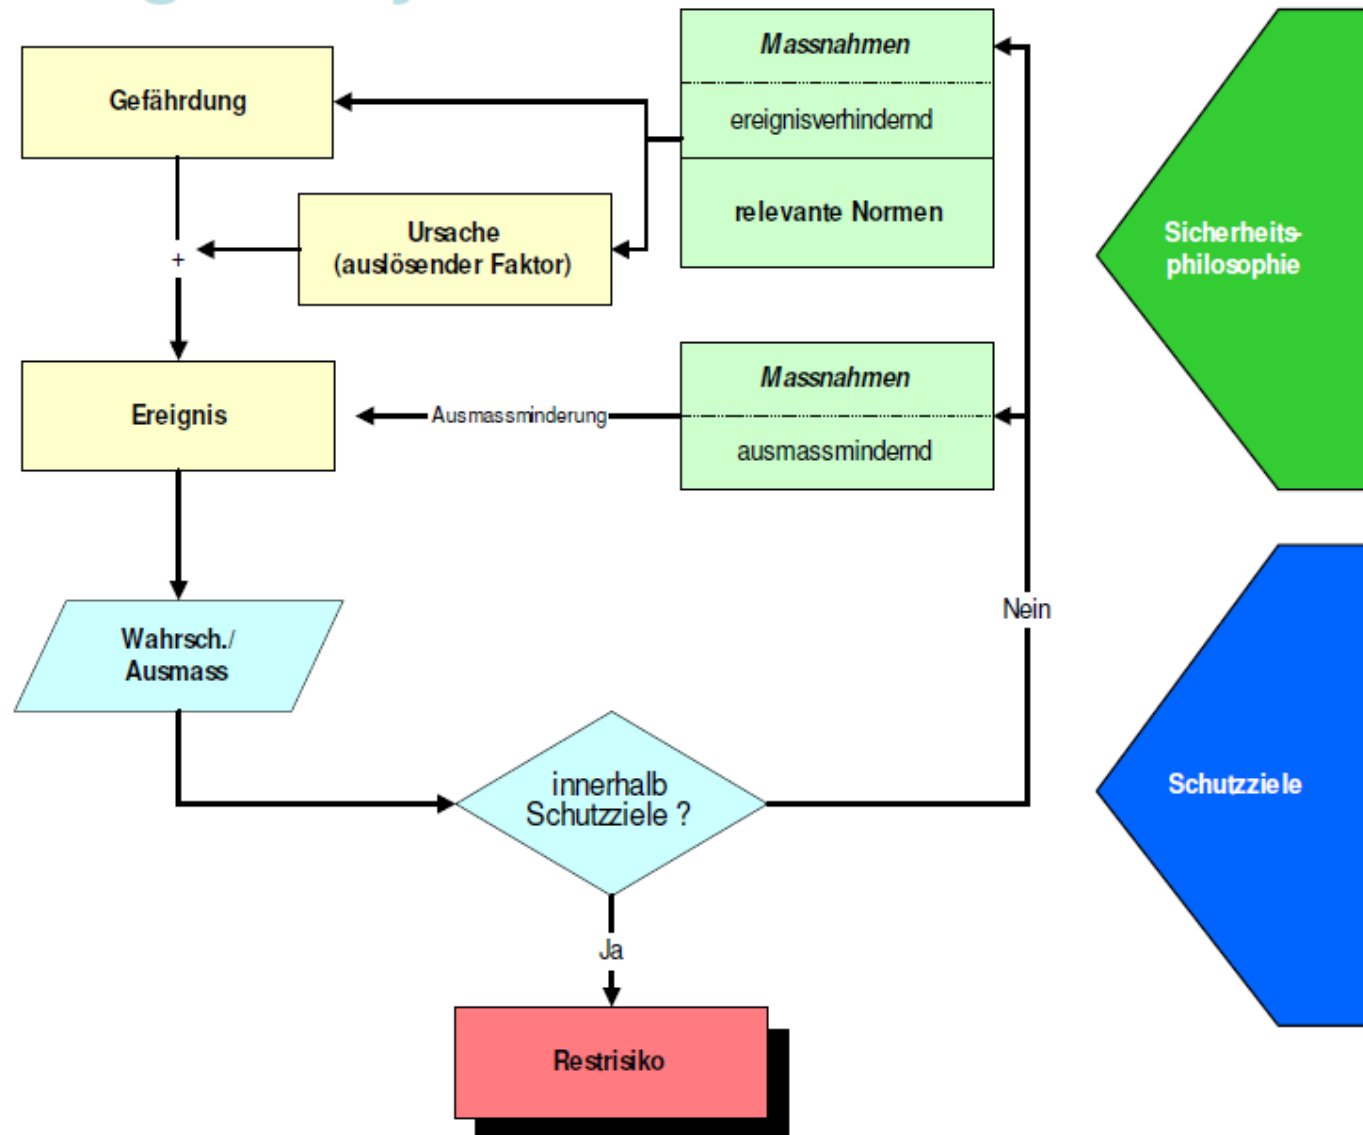 Massnahmen
Gefährdung
ereignisverhindernd
relevante Normen
Ursache
(auslösender Faktor)
+
Sicherheits-
philosophie
Massnahmen
Ereignis
Ausmassminderung
ausmassmindernd
Nein
Wahrsch./
Ausmass
innerhalb
Schutzziele ?
Schutzziele
Ja
Restrisiko